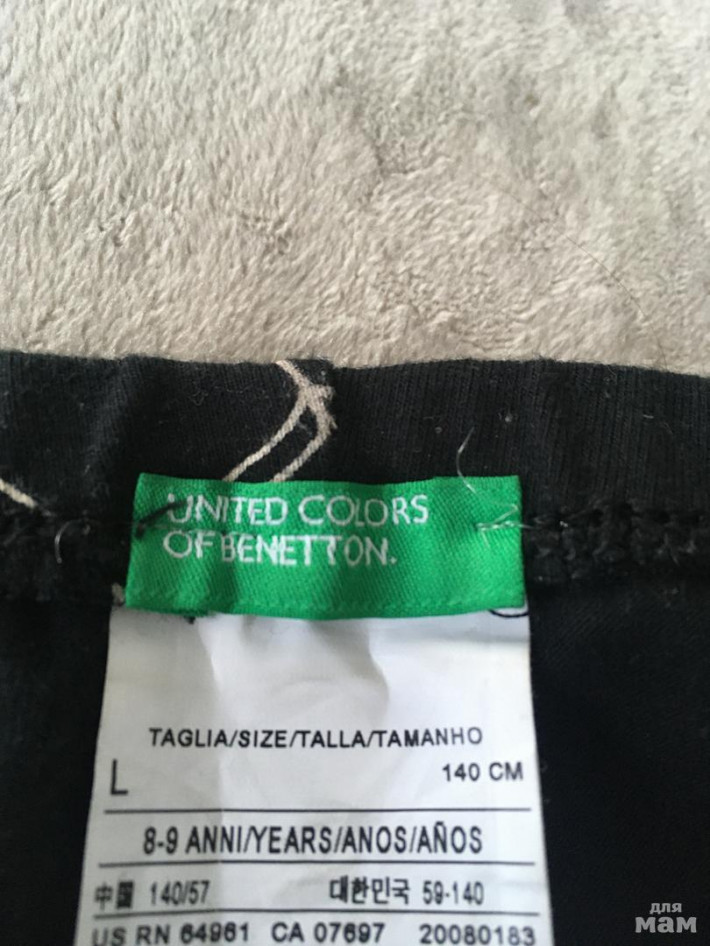 UNITED COLORS
OF BENETTON.
TAGLIA/SIZE/TALLA/TAMANHO
L 140 CM
8-9 ANNI/YEARS/ANOS/AÑOS
中国 140/57 대한민국 59-140
US RN 64961 CA 07697 20080183
для
мам